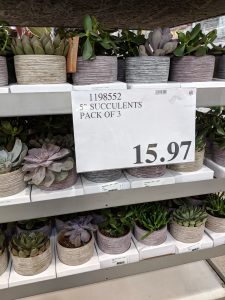 1198552
5" SUCCULENTS
PACK OF 3
15.97